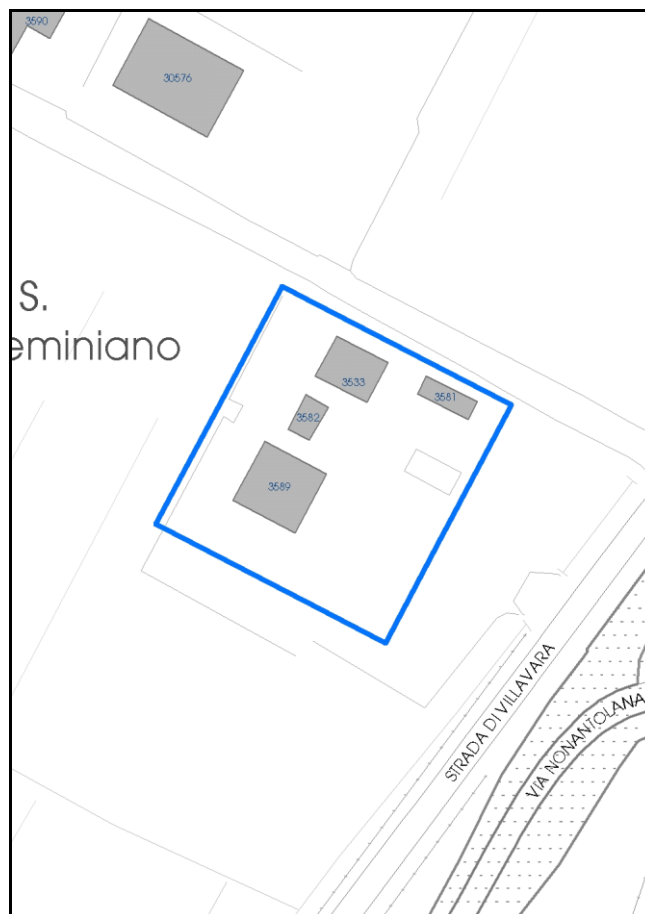 3590
30576
S.
eminiano
3533
3581
3582
3589
STRADA DI VILLAVARA
VIA NONANTOLANA